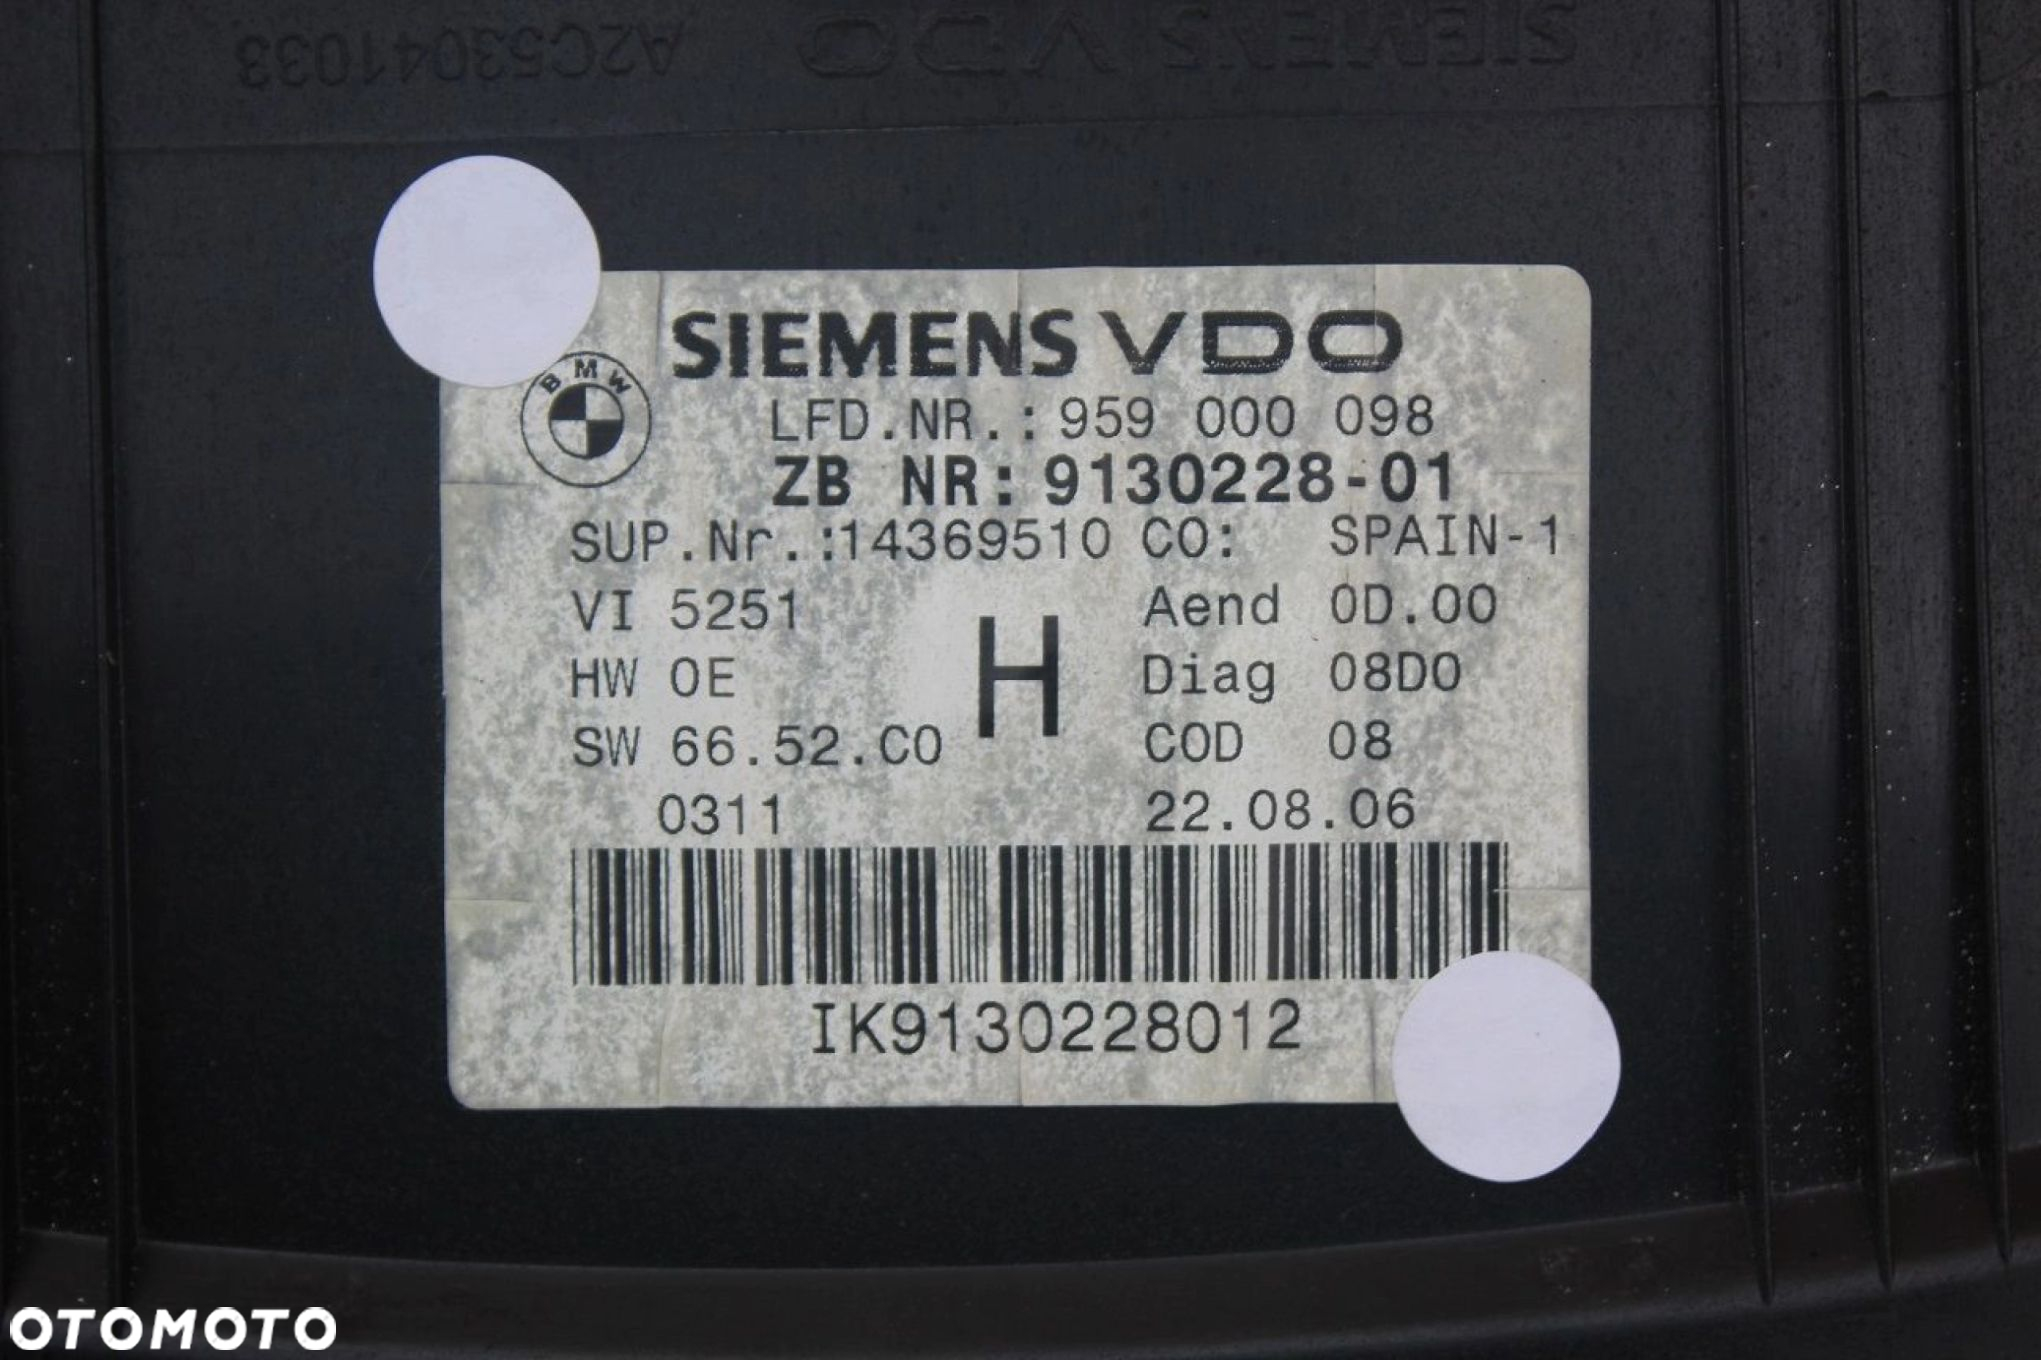 SIEMENS VDO A2C53041033
BMW
SIEMENS VDO
LFD.NR.:959 000 098
ZB NR:9130228-01
SUP.Nr.:14369510 CO: SPAIN-1
VI 5251 Aend 0D.00
HW 0E H Diag 08D0
SW 66.52.C0 COD 08
0311 22.08.06
IK9130228012
OTOMOTO